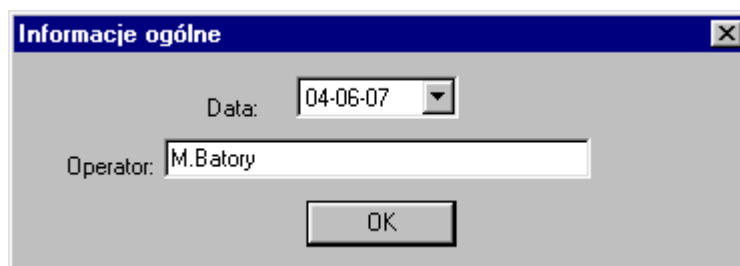 Informacje ogólne
Data: 04-06-07
Operator: M.Batory
OK